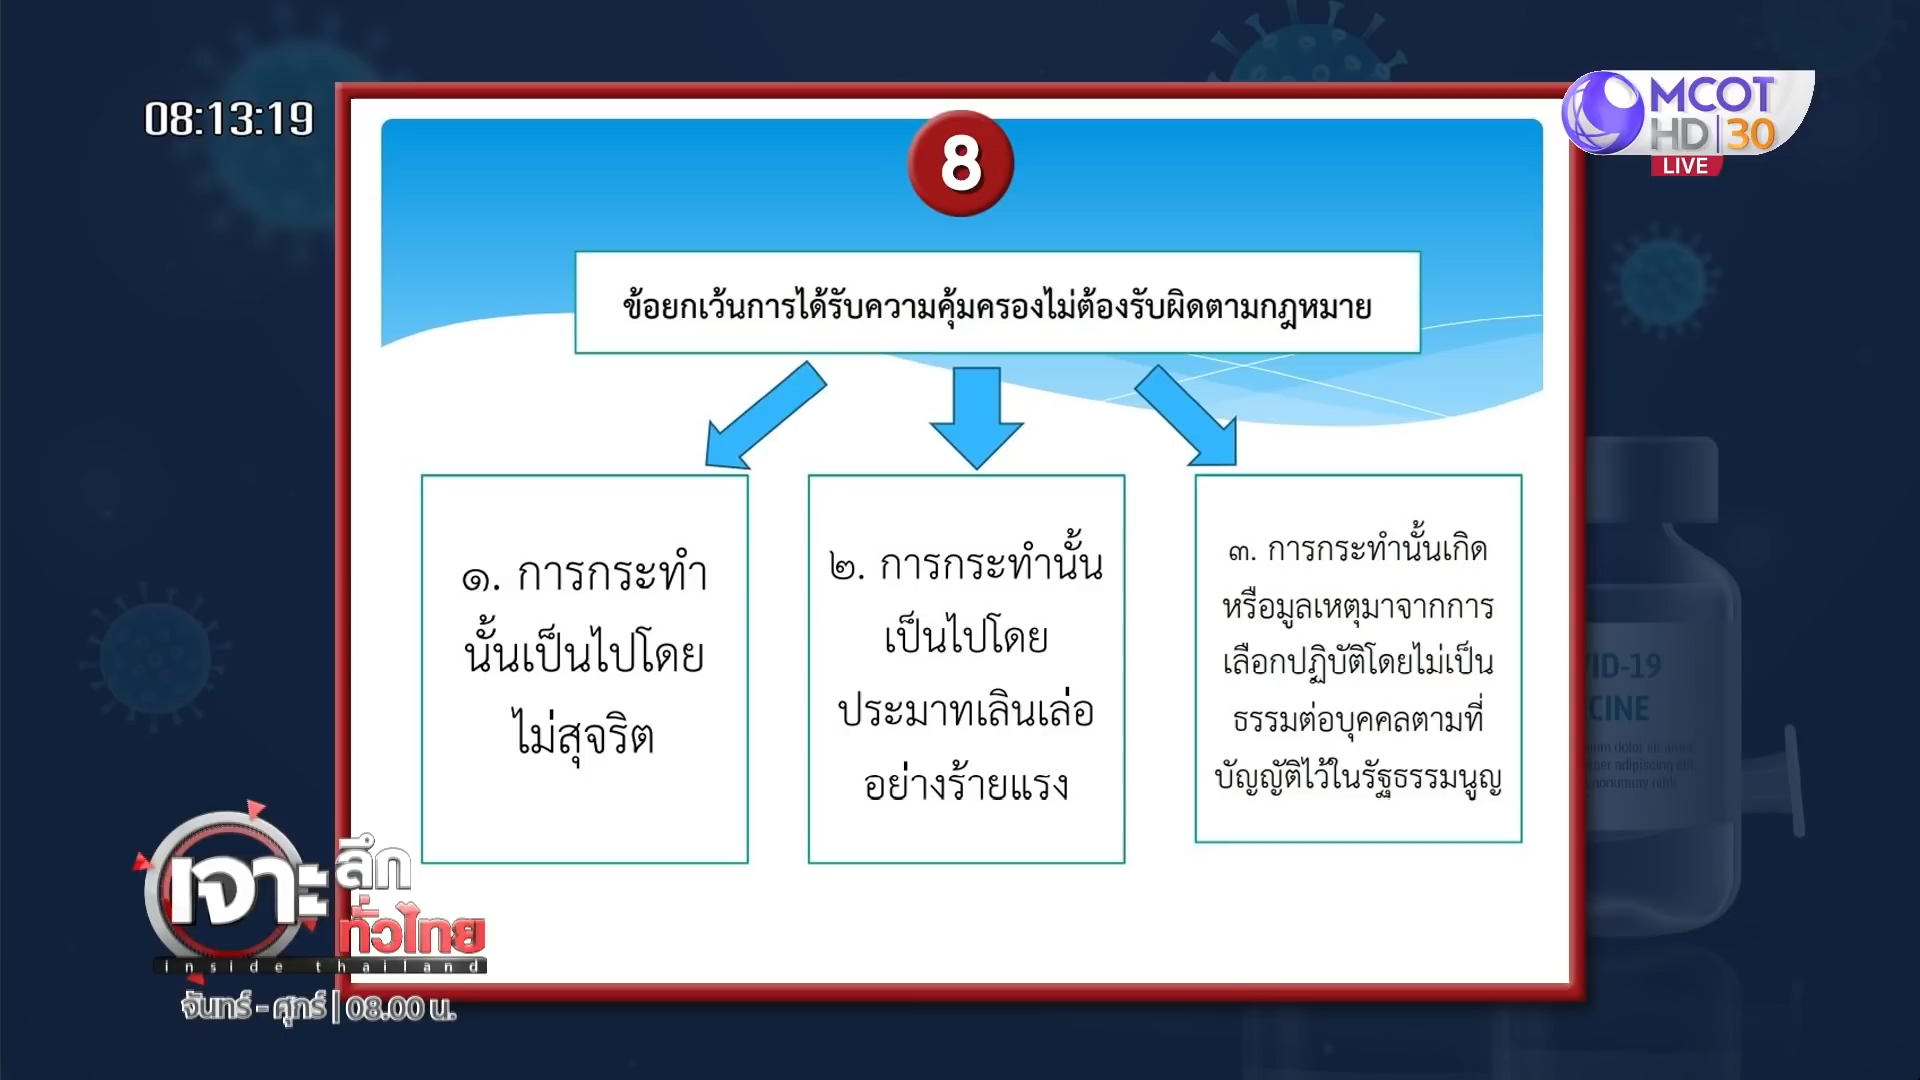 08:13:19
MCOT
HD 30
LIVE
8
ข้อยกเว้นการได้รับความคุ้มครองไม่ต้องรับผิดตามกฎหมาย
๑. การกระทำ
นั้นเป็นไปโดย
ไม่สุจริต
๒. การกระทำนั้น
เป็นไปโดย
ประมาทเลินเล่อ
อย่างร้ายแรง
๓. การกระทำนั้นเกิด
หรือมูลเหตุมาจากการ
เลือกปฏิบัติโดยไม่เป็น
ธรรมต่อบุคคลตามที่
บัญญัติไว้ในรัฐธรรมนูญ
VID-19
CINE
เจาะลึก
ทั่วไทย
inside thailand
จันทร์ - ศุกร์ | 08.00 น.